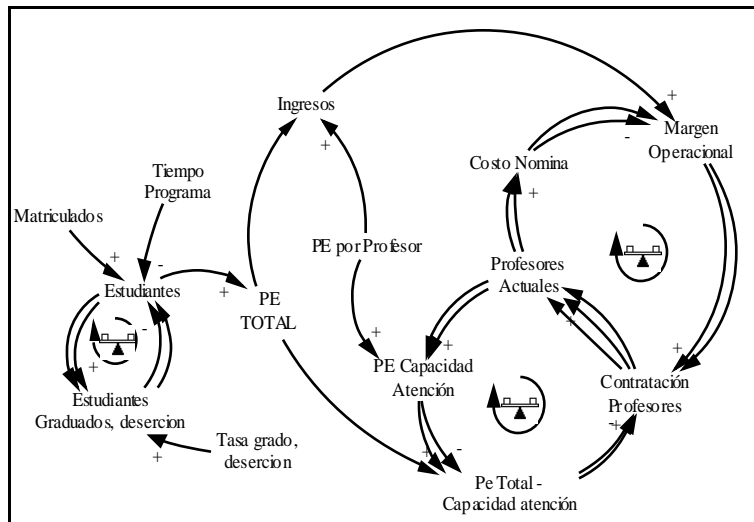 Ingresos
+
+
Margen
Operacional
-
Costo Nomina
Tiempo
Programa
+
+
Matriculados
PE por Profesor
+
-
Profesores
Actuales
Estudiantes
+
PE
TOTAL
+
-
+
+
+
PE Capacidad
Atención
+
Contratación
Profesores
Estudiantes
Graduados, desercion
-
+
Tasa grado,
desercion
+
+
-
Pe Total -
Capacidad atención